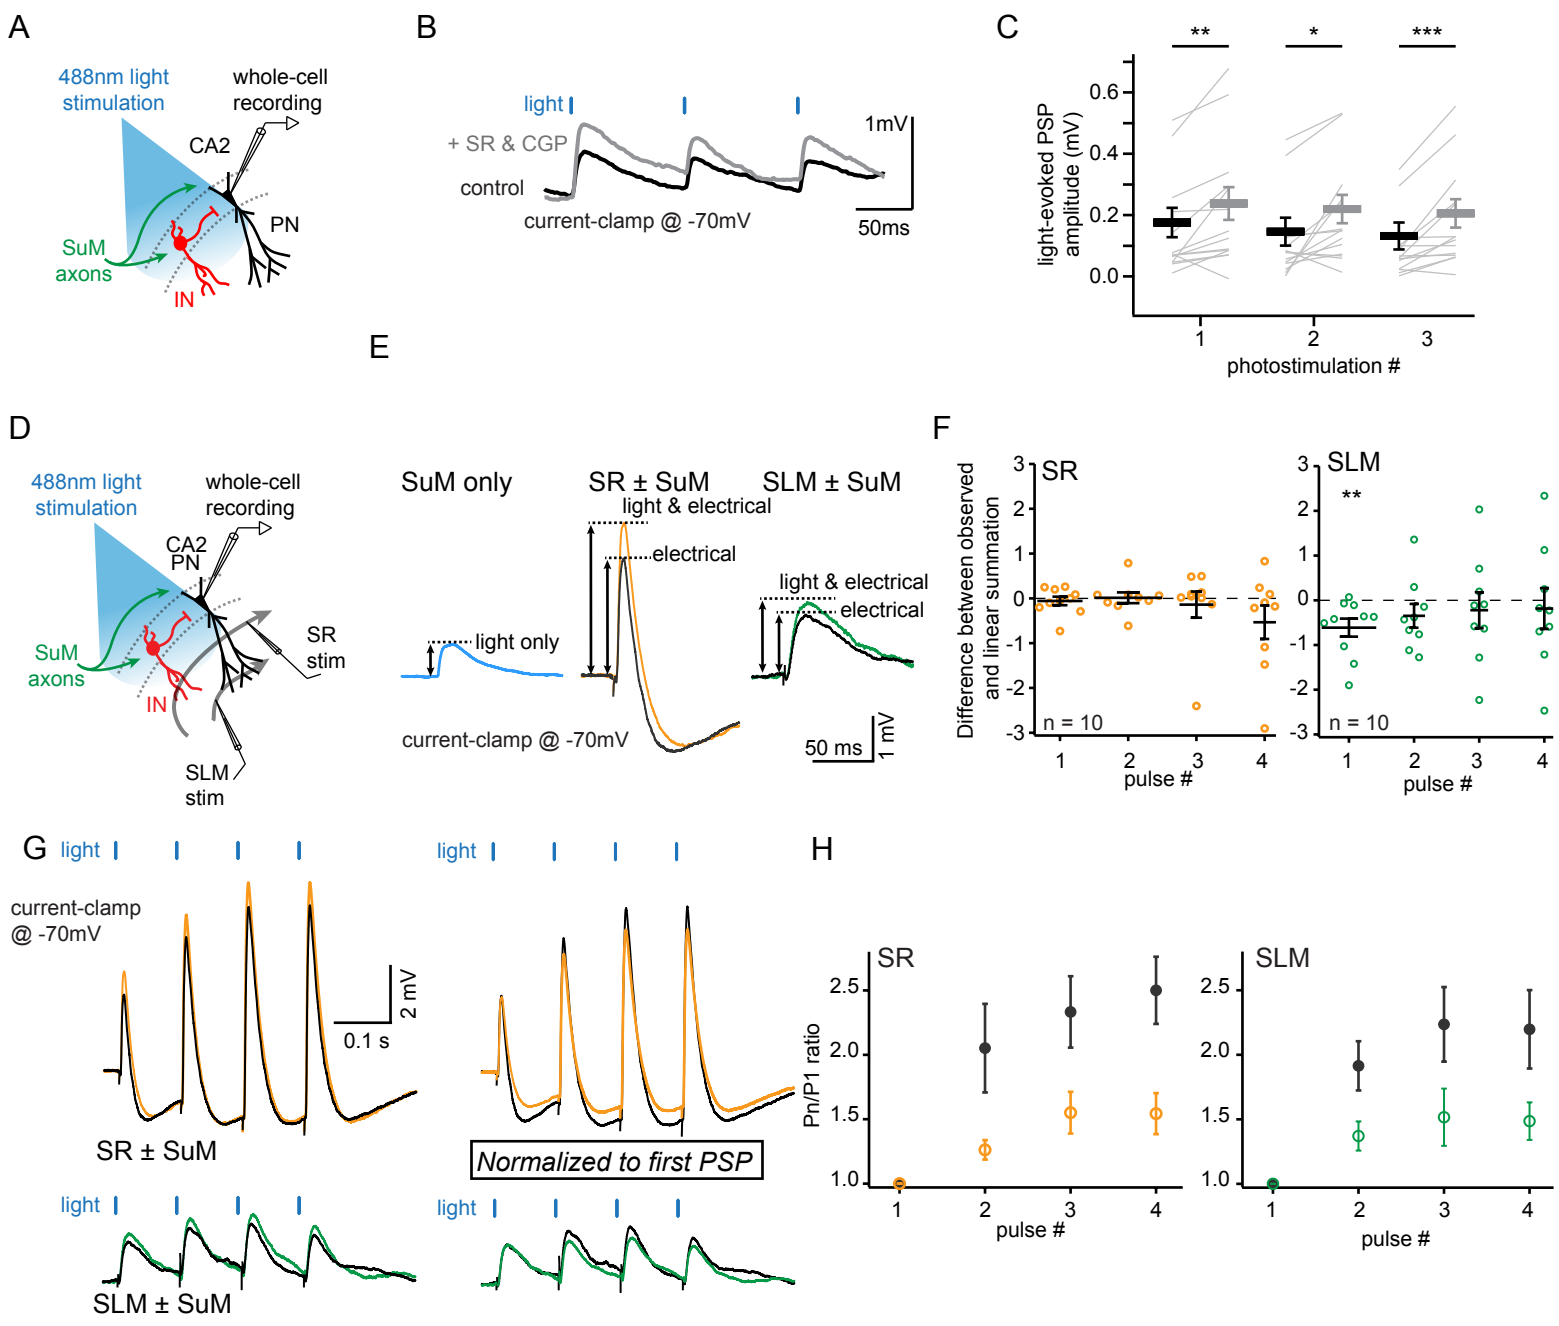 A
488nm light
stimulation
whole-cell
recording
CA2
PN
SuM
axons
IN
B
light
+ SR & CGP
control
current-clamp @ -70mV
1mV
50ms
C
** * ***
light-evoked PSP
amplitude (mV)
0.6
0.4
0.2
0.0
1 2 3
photostimulation #
D
488nm light
stimulation
whole-cell
recording
CA2
PN
SuM
axons
IN
SR
stim
SLM
stim
E
SuM only
light only
SR ± SuM
light & electrical
electrical
SLM ± SuM
light & electrical
electrical
current-clamp @ -70mV
50 ms
1 mV
F
Difference between observed
and linear summation
SR
3
2
1
0
-1
-2
-3
n = 10
1 2 3 4
pulse #
SLM
**
3
2
1
0
-1
-2
-3
n = 10
1 2 3 4
pulse #
G
light
current-clamp
@ -70mV
2 mV
0.1 s
SR ± SuM
light
Normalized to first PSP
light
SLM ± SuM
light
H
Pn/P1 ratio
SR
2.5
2.0
1.5
1.0
1 2 3 4
pulse #
SLM
2.5
2.0
1.5
1.0
1 2 3 4
pulse #